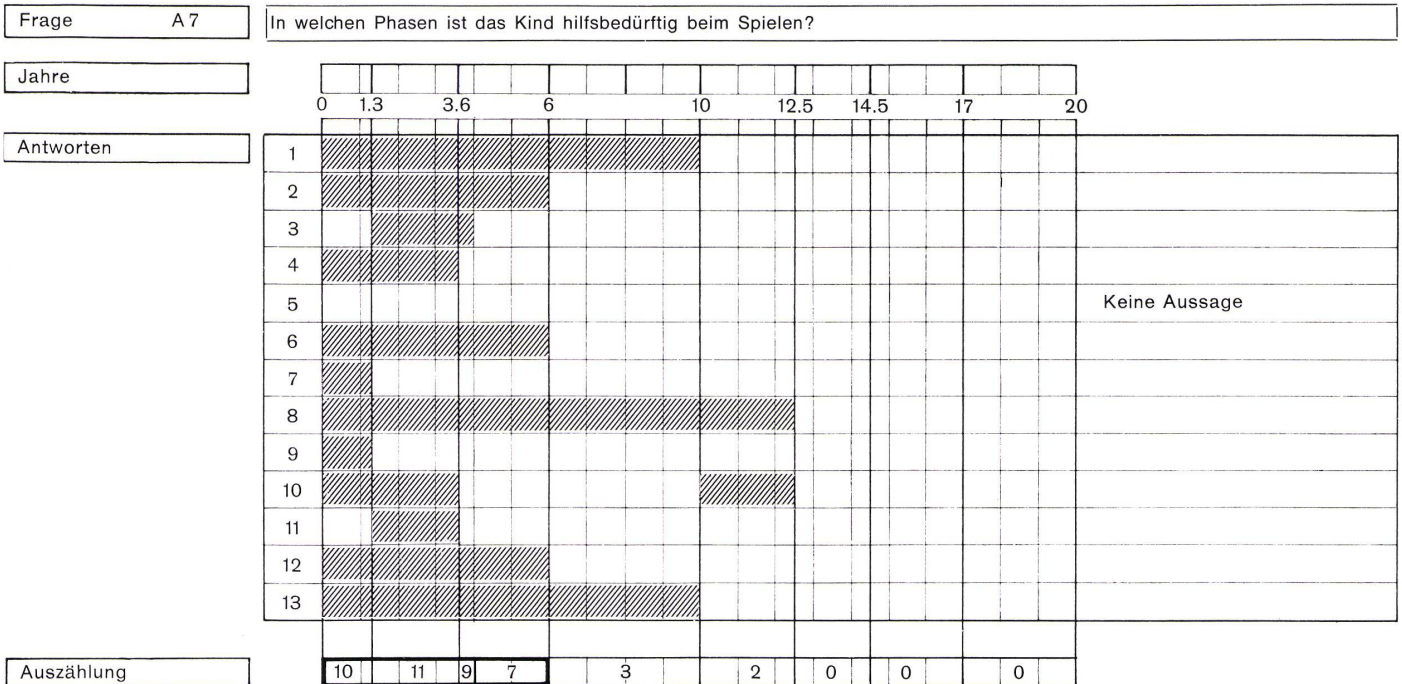 Frage A 7 In welchen Phasen ist das Kind hilfsbedürftig beim Spielen?
Jahre
0 1.3 3.6 6 10 12.5 14.5 17 20
Antworten
1
2
3
4
5 Keine Aussage
6
7
8
9
10
11
12
13
Auszählung 10 11 9 7 3 2 0 0 0